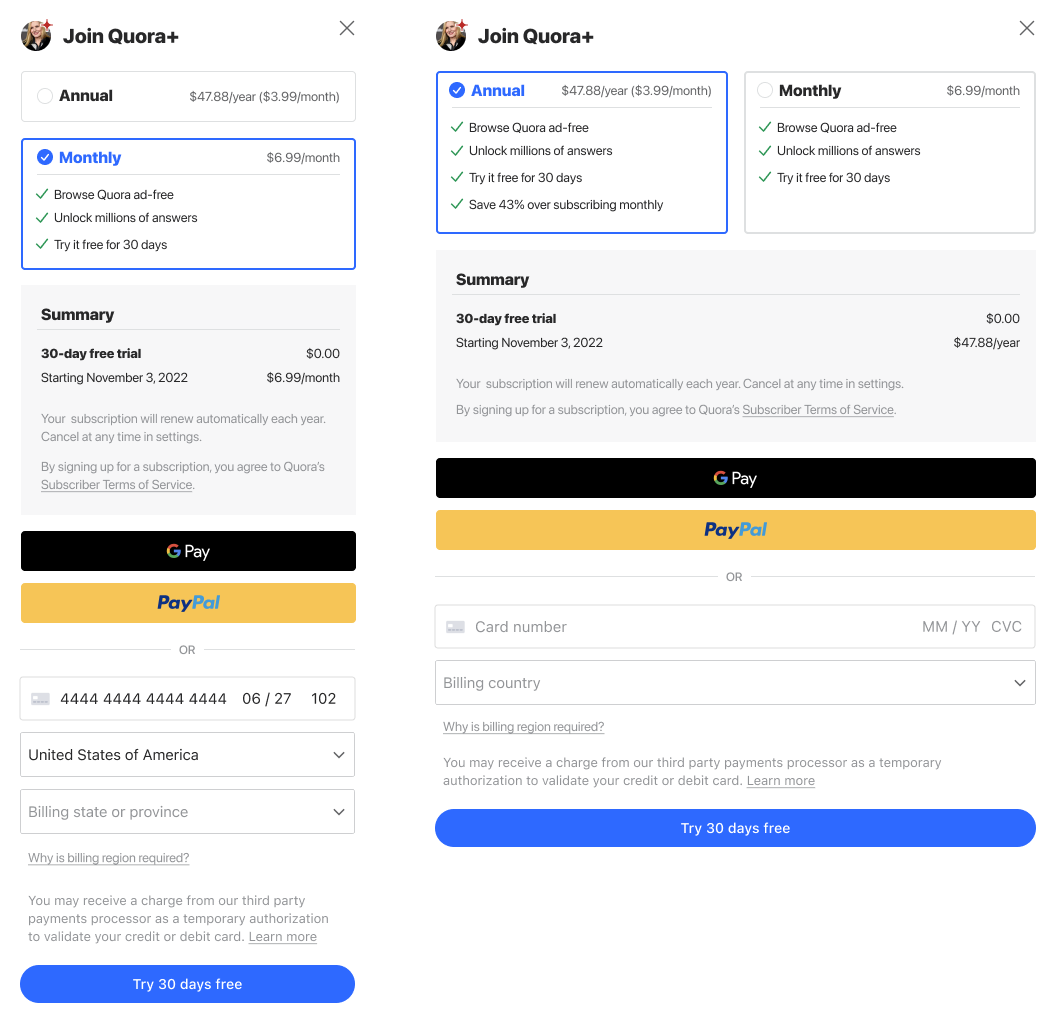 Join Quora+
Annual $47.88/year ($3.99/month)
Monthly $6.99/month
Browse Quora ad-free
Unlock millions of answers
Try it free for 30 days
Summary
30-day free trial $0.00
Starting November 3, 2022 $6.99/month
Your subscription will renew automatically each year.
Cancel at any time in settings.
By signing up for a subscription, you agree to Quora's
Subscriber Terms of Service.
G Pay
PayPal
OR
4444 4444 4444 4444 06 / 27 102
United States of America
Billing state or province
Why is billing region required?
You may receive a charge from our third party
payments processor as a temporary authorization
to validate your credit or debit card. Learn more
Try 30 days free
Join Quora+
Annual $47.88/year ($3.99/month)
Browse Quora ad-free
Unlock millions of answers
Try it free for 30 days
Save 43% over subscribing monthly
Monthly $6.99/month
Browse Quora ad-free
Unlock millions of answers
Try it free for 30 days
Summary
30-day free trial $0.00
Starting November 3, 2022 $47.88/year
Your subscription will renew automatically each year. Cancel at any time in settings.
By signing up for a subscription, you agree to Quora's Subscriber Terms of Service.
G Pay
PayPal
OR
Card number MM / YY CVC
Billing country
Why is billing region required?
You may receive a charge from our third party payments processor as a temporary
authorization to validate your credit or debit card. Learn more
Try 30 days free